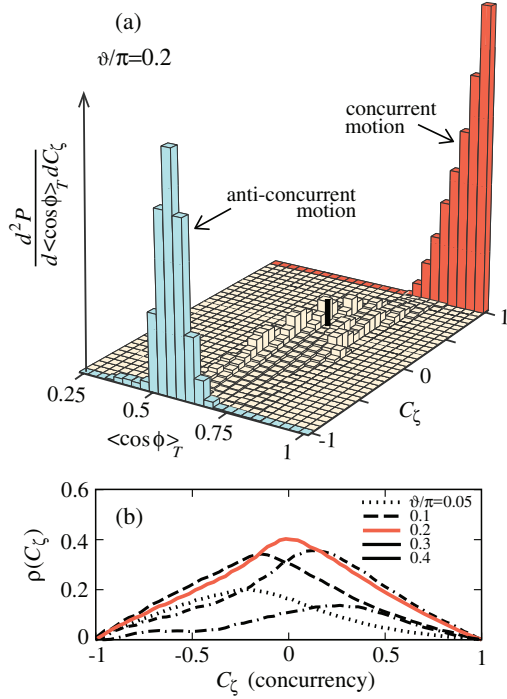 (a)
ϑ/π=0.2
concurrent
motion
anti-concurrent
motion
d²P
d<cosϕ>_T dC_ζ
0.25
0.5
0.75
1
<cosϕ>_T
-1
0
1
C_ζ
(b)
0.6
0.4
0.2
0
ρ(C_ζ)
ϑ/π=0.05
0.1
0.2
0.3
0.4
-1
-0.5
0
0.5
1
C_ζ (concurrency)